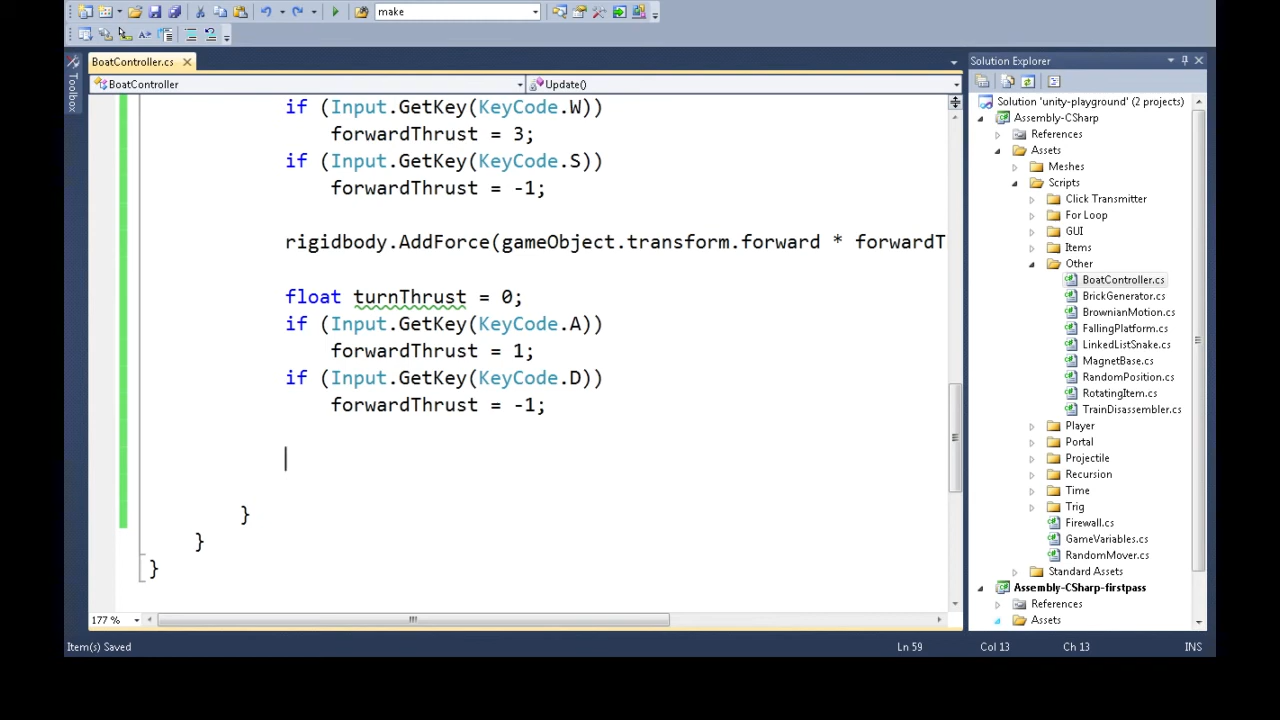 make
BoatController.cs
Solution Explorer
BoatController
Update()
Toolbox
if (Input.GetKey(KeyCode.W))
forwardThrust = 3;
if (Input.GetKey(KeyCode.S))
forwardThrust = -1;
rigidbody.AddForce(gameObject.transform.forward * forwardT
float turnThrust = 0;
if (Input.GetKey(KeyCode.A))
forwardThrust = 1;
if (Input.GetKey(KeyCode.D))
forwardThrust = -1;
}
}
}
Solution 'unity-playground' (2 projects)
Assembly-CSharp
References
Assets
Meshes
Scripts
Click Transmitter
For Loop
GUI
Items
Other
BoatController.cs
BrickGenerator.cs
BrownianMotion.cs
FallingPlatform.cs
LinkedListSnake.cs
MagnetBase.cs
RandomPosition.cs
RotatingItem.cs
TrainDisassembler.cs
Player
Portal
Projectile
Recursion
Time
Trig
Firewall.cs
GameVariables.cs
RandomMover.cs
Standard Assets
Assembly-CSharp-firstpass
References
Assets
177 %
Item(s) Saved
Ln 59
Col 13
Ch 13
INS